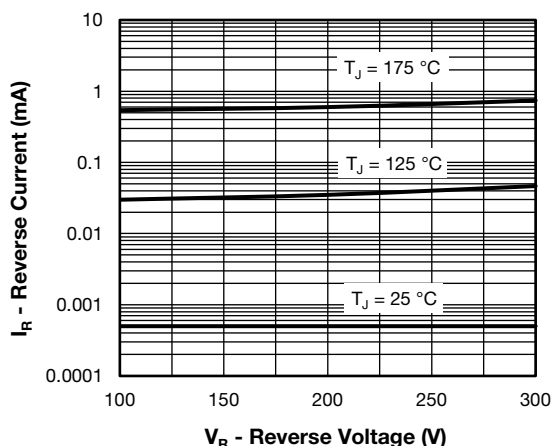 10
T_J = 175 °C
1
T_J = 125 °C
0.1
0.01
T_J = 25 °C
0.001
0.0001
100 150 200 250 300
I_R - Reverse Current (mA)
V_R - Reverse Voltage (V)